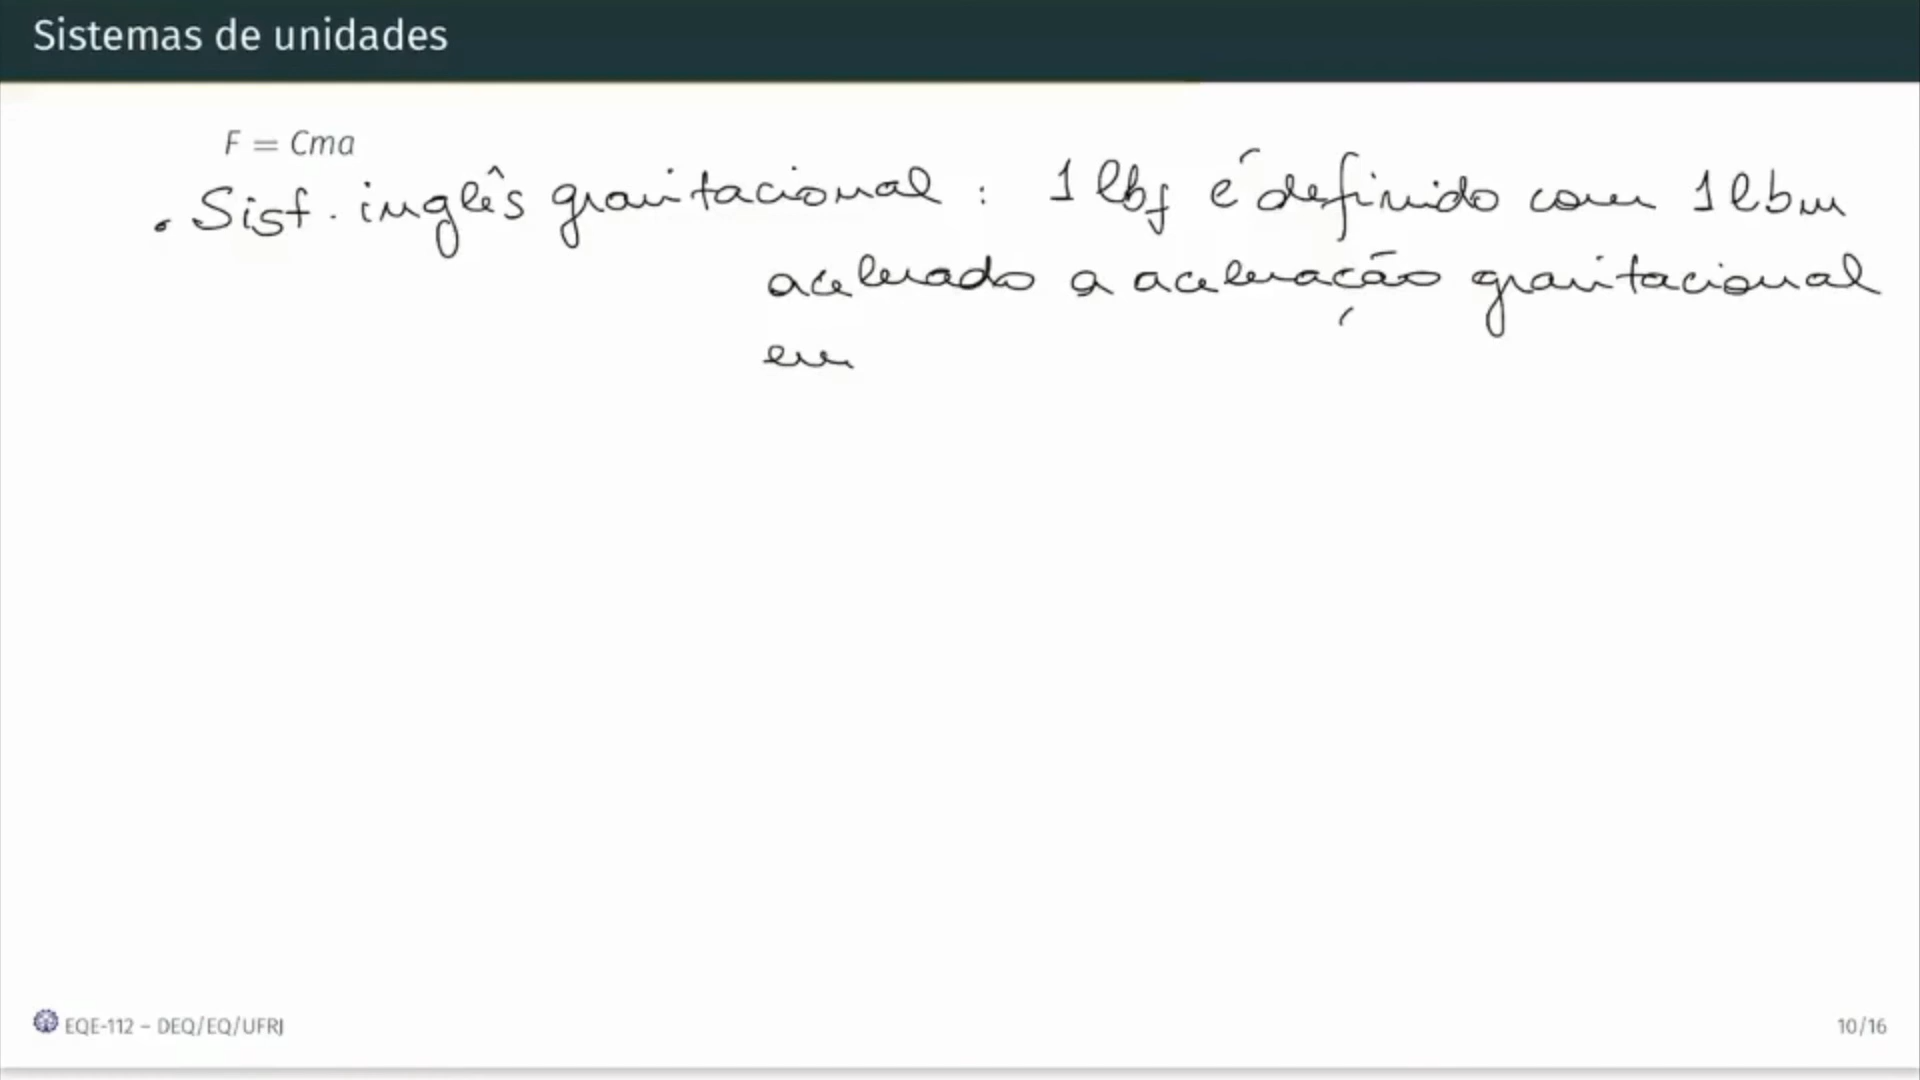 Sistemas de unidades
F = Cma
. Sist. inglês gravitacional : 1 lbf é definido com 1 lbm
acelerado a aceleração gravitacional
em
EQE-112 – DEQ/EQ/UFRJ
10/16